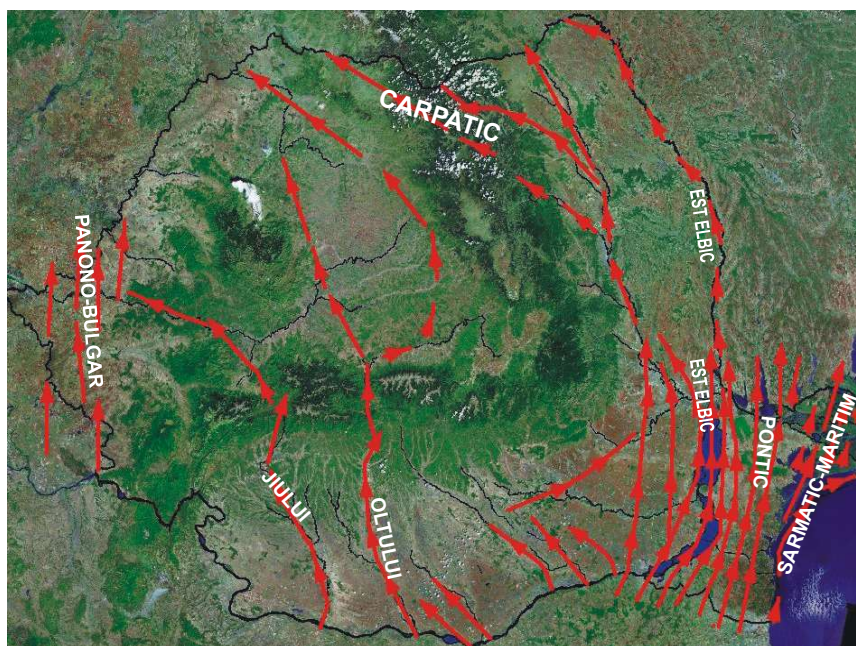 CARPATIC
EST ELBIC
PANONO-BULGAR
EST ELBIC
PONTIC
SARMATIC-MARITIM
JIULUI
OLTULUI